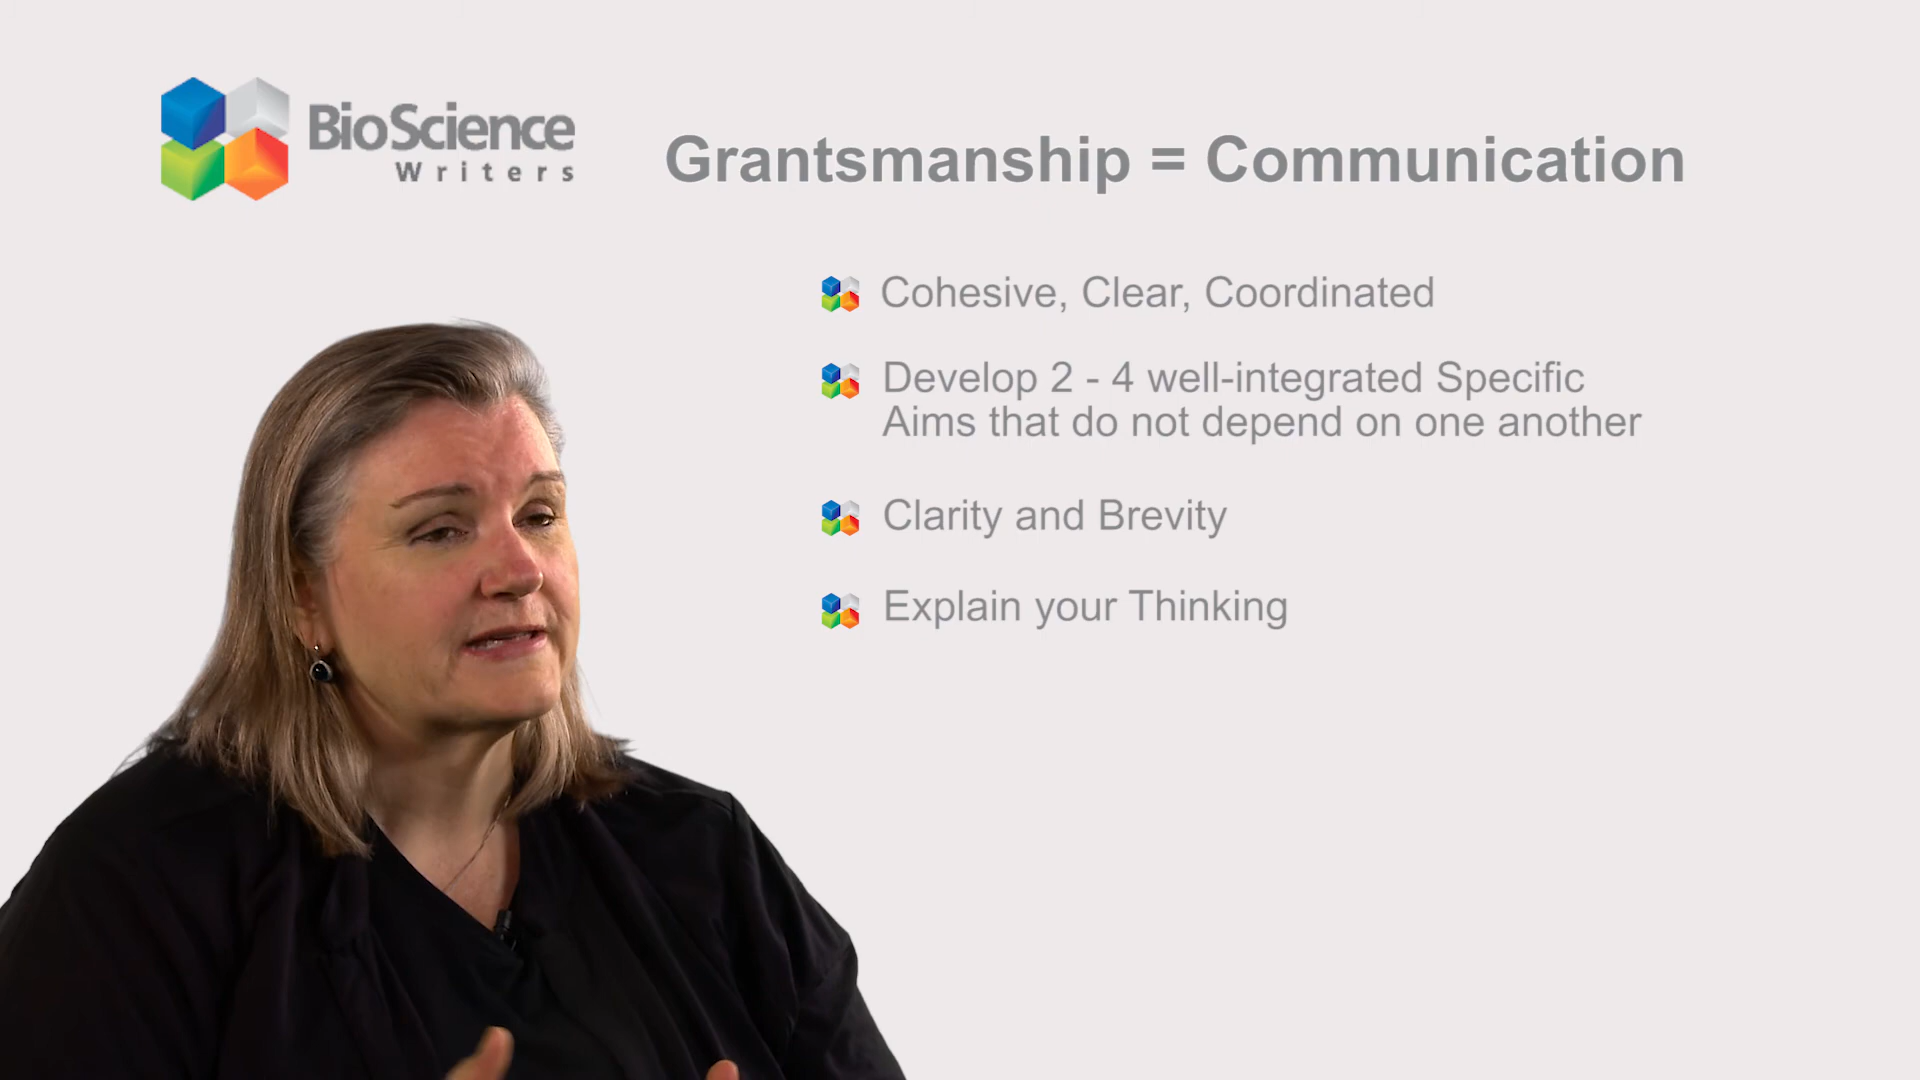 BioScience
Writers
Grantsmanship = Communication
Cohesive, Clear, Coordinated
Develop 2 - 4 well-integrated Specific
Aims that do not depend on one another
Clarity and Brevity
Explain your Thinking